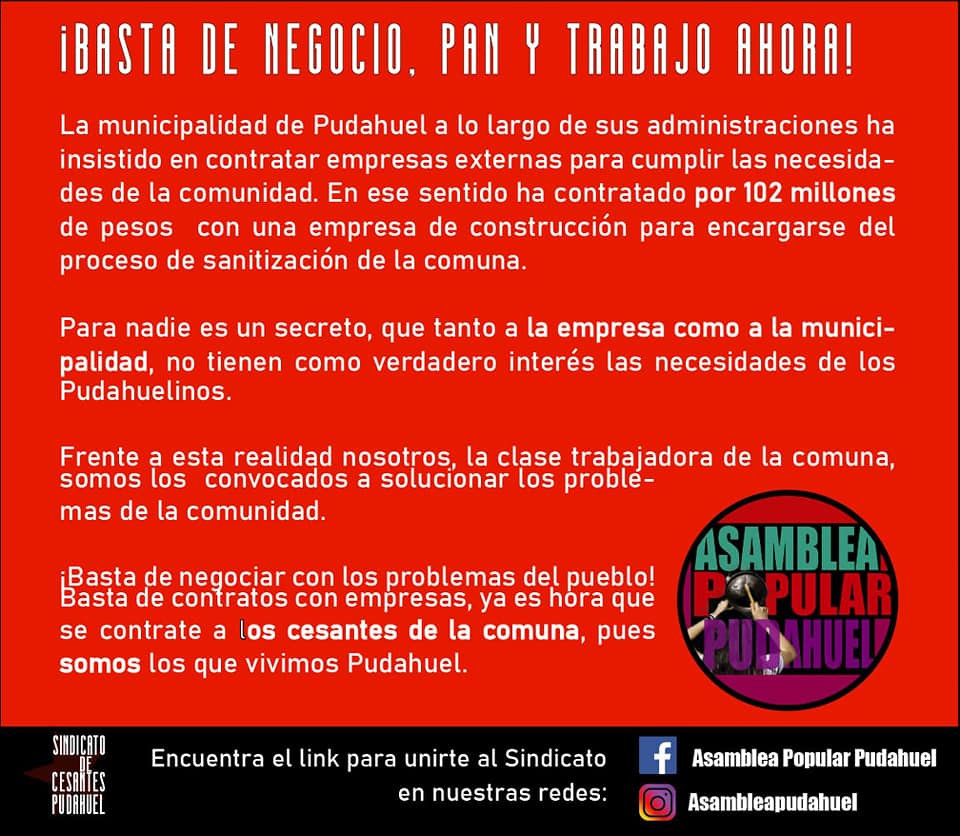 ¡BASTA DE NEGOCIO, PAN Y TRABAJO AHORA!
La municipalidad de Pudahuel a lo largo de sus administraciones ha
insistido en contratar empresas externas para cumplir las necesida-
des de la comunidad. En ese sentido ha contratado por 102 millones
de pesos con una empresa de construcción para encargarse del
proceso de sanitización de la comuna.
Para nadie es un secreto, que tanto a la empresa como a la munici-
palidad, no tienen como verdadero interés las necesidades de los
Pudahuelinos.
Frente a esta realidad nosotros, la clase trabajadora de la comuna,
somos los convocados a solucionar los proble-
mas de la comunidad.
¡Basta de negociar con los problemas del pueblo!
Basta de contratos con empresas, ya es hora que
se contrate a los cesantes de la comuna, pues
somos los que vivimos Pudahuel.
ASAMBLEA
POPULAR
PUDAHUEL
SINDICATO
DE
CESANTES
PUDAHUEL
Encuentra el link para unirte al Sindicato
en nuestras redes:
Asamblea Popular Pudahuel
Asambleapudahuel